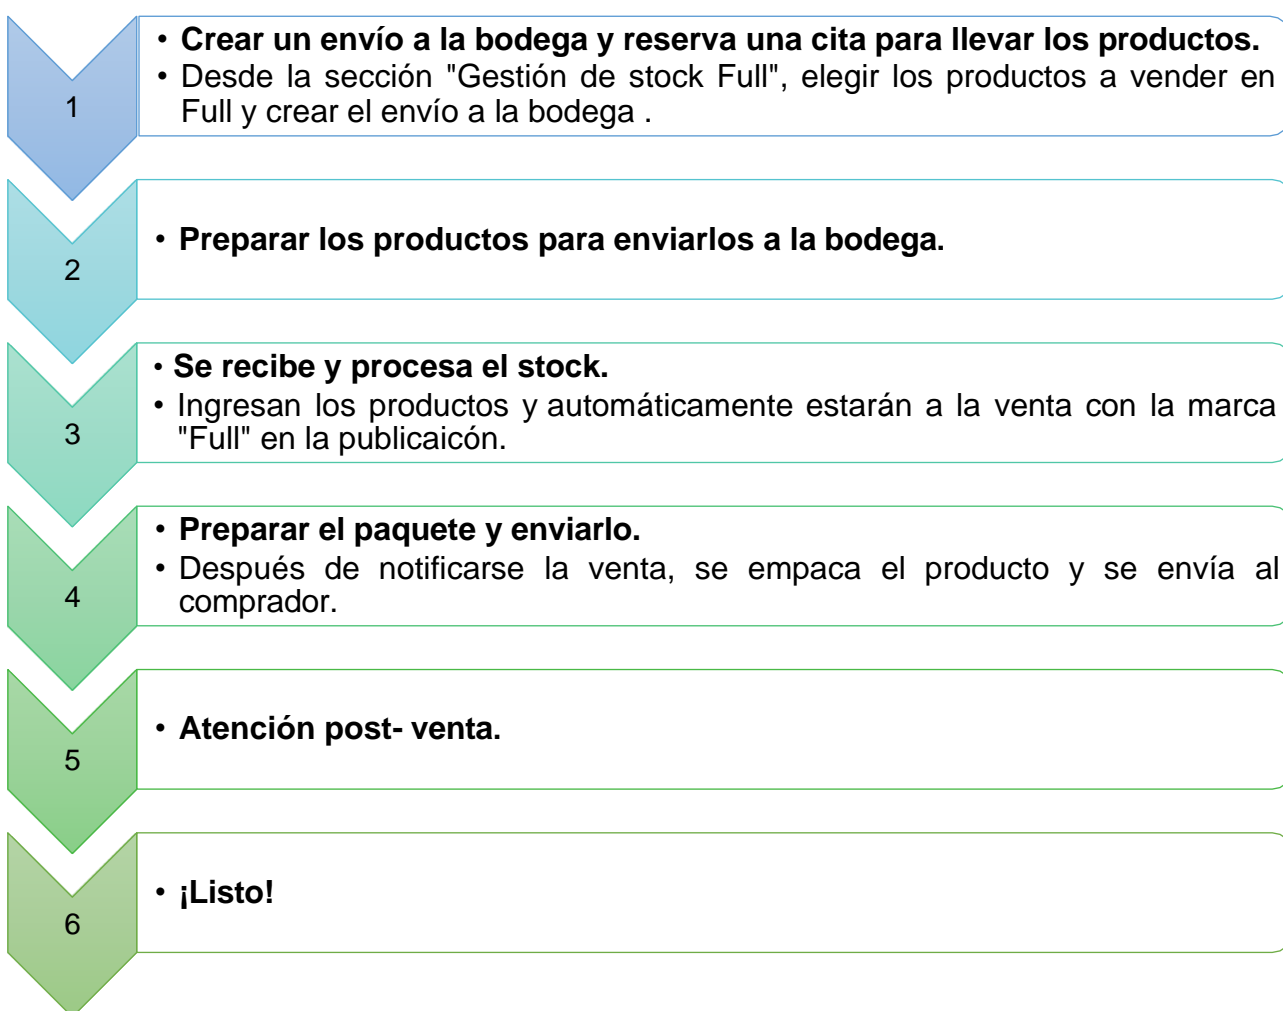 1
• Crear un envío a la bodega y reserva una cita para llevar los productos.
• Desde la sección "Gestión de stock Full", elegir los productos a vender en
Full y crear el envío a la bodega .
2
• Preparar los productos para enviarlos a la bodega.
3
• Se recibe y procesa el stock.
• Ingresan los productos y automáticamente estarán a la venta con la marca
"Full" en la publicaicón.
4
• Preparar el paquete y enviarlo.
• Después de notificarse la venta, se empaca el producto y se envía al
comprador.
5
• Atención post- venta.
6
• ¡Listo!